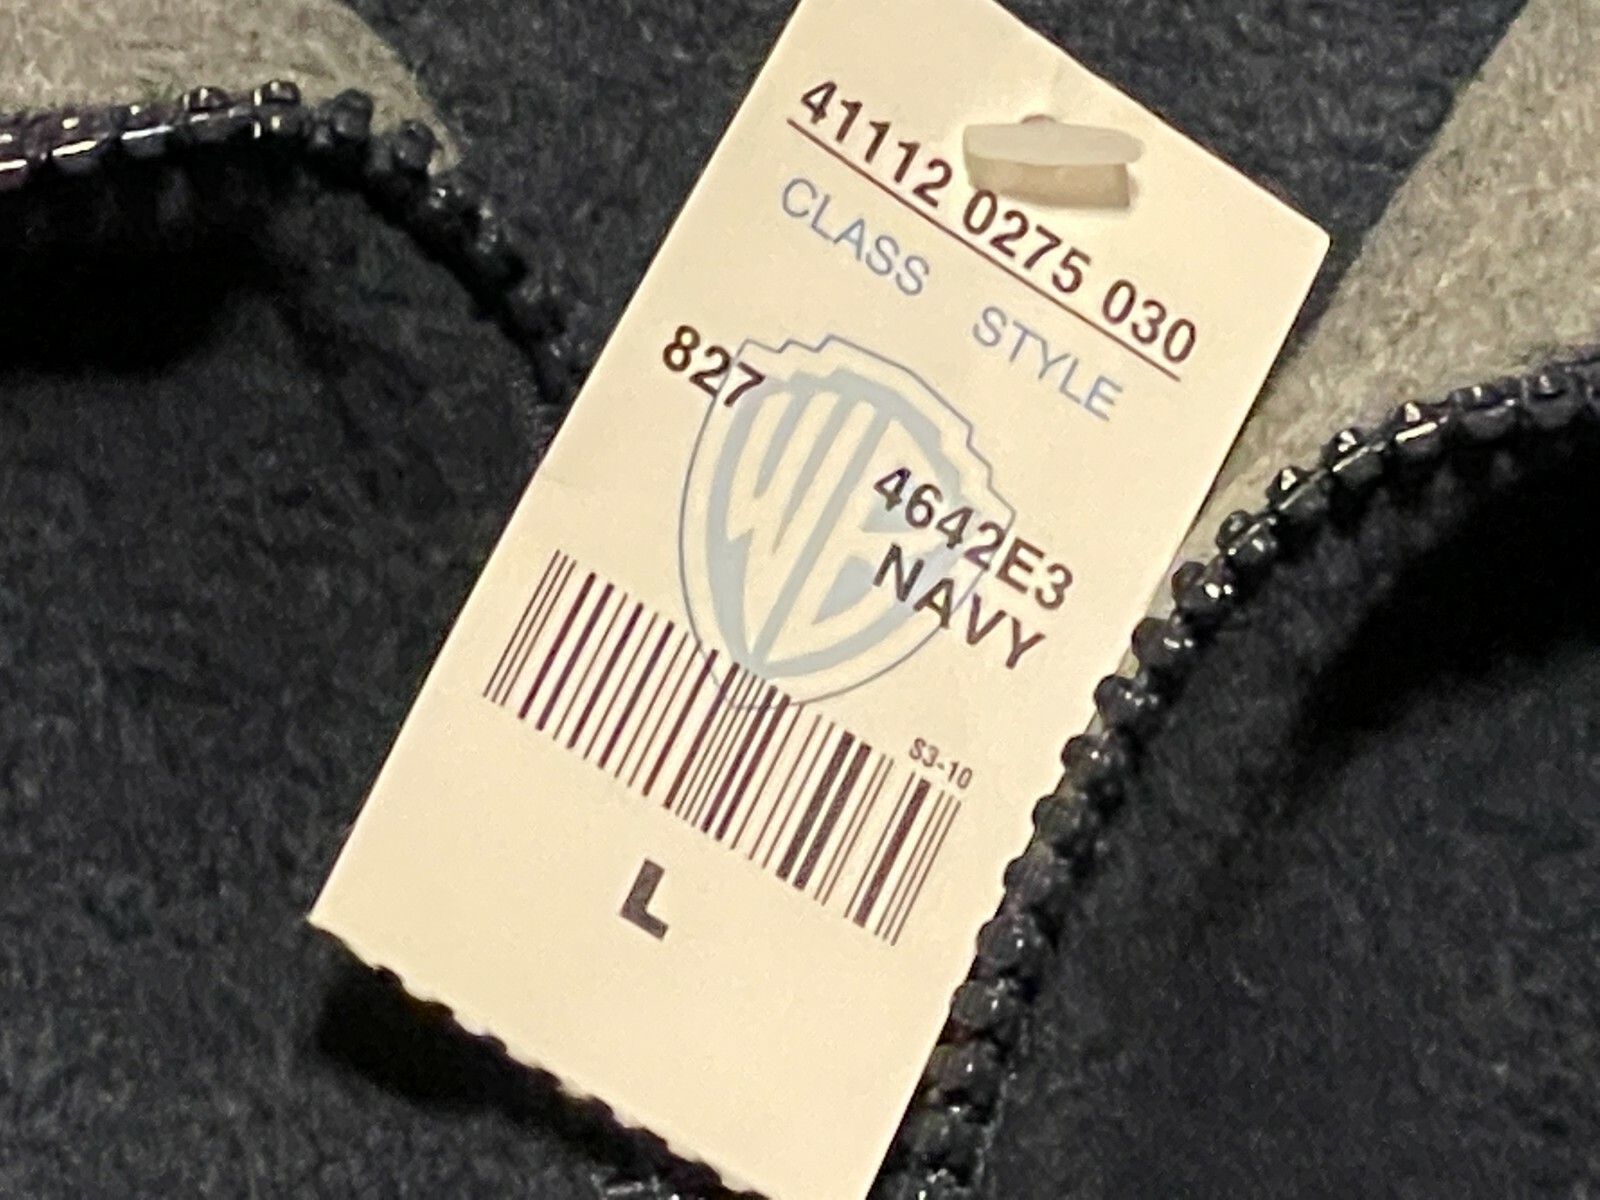 41112 0275 030
CLASS STYLE
827
WB
4642E3
NAVY
S3-10
L